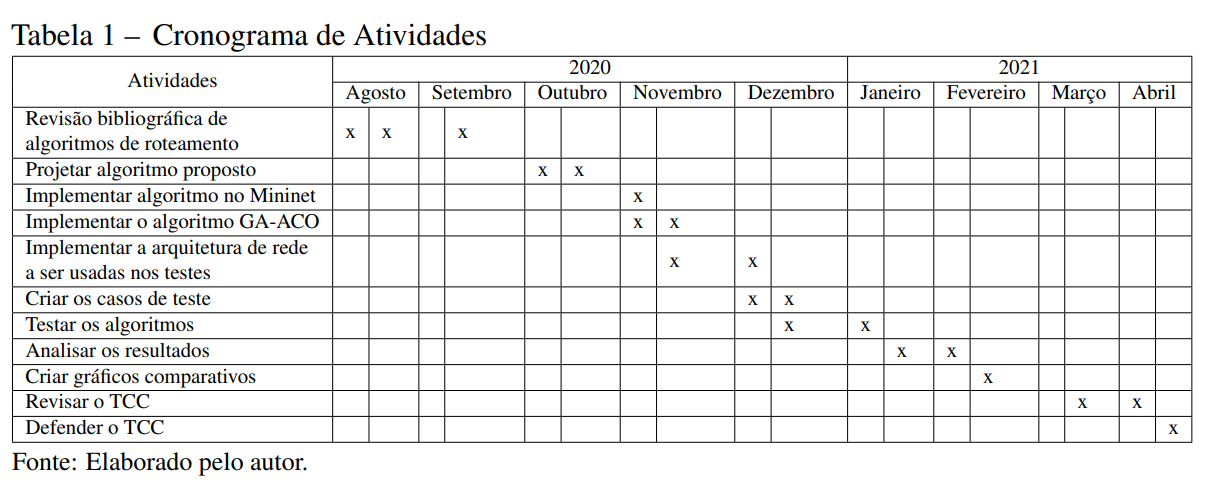 Tabela 1 – Cronograma de Atividades
Atividades 2020 2021
Agosto Setembro Outubro Novembro Dezembro Janeiro Fevereiro Março Abril
Revisão bibliográfica de
algoritmos de roteamento x x x
Projetar algoritmo proposto x x
Implementar algoritmo no Mininet x
Implementar o algoritmo GA-ACO x x
Implementar a arquitetura de rede
a ser usadas nos testes x x
Criar os casos de teste x x
Testar os algoritmos x x
Analisar os resultados x x
Criar gráficos comparativos x
Revisar o TCC x x
Defender o TCC x
Fonte: Elaborado pelo autor.